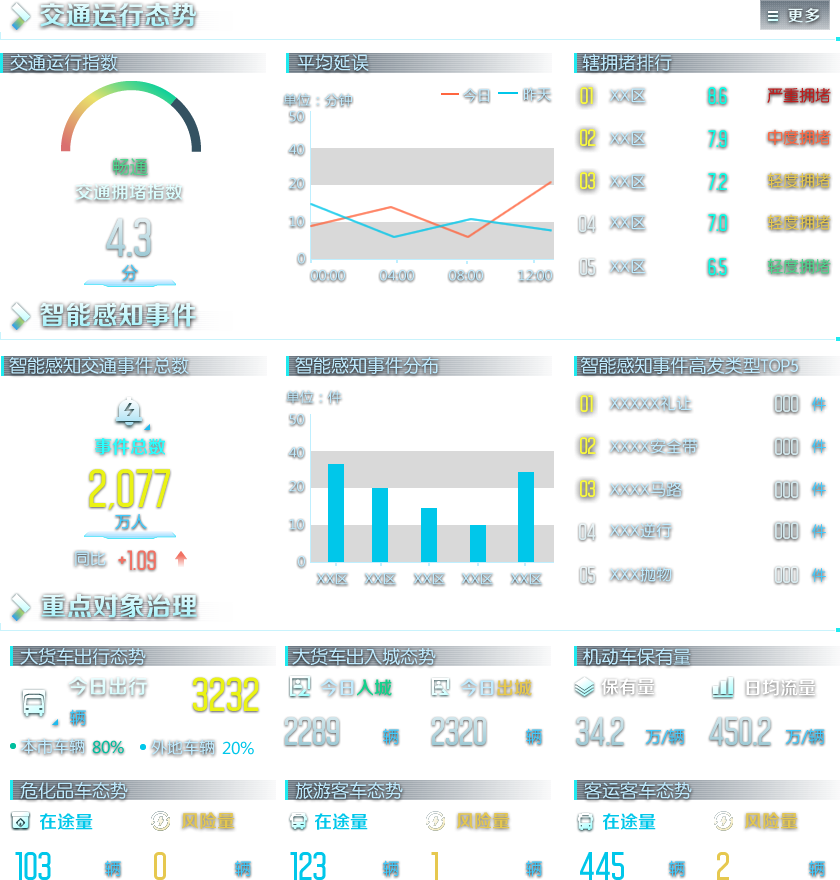 交通运行态势
更多
交通运行指数
畅通
交通拥堵指数
4.3
分
平均延误
单位：分钟
今日 昨天
50
40
20
10
0
00:00 04:00 08:00 12:00
辖拥堵排行
01 XX区 8.6 严重拥堵
02 XX区 7.9 中度拥堵
03 XX区 7.2 轻度拥堵
04 XX区 7.0 轻度拥堵
05 XX区 6.5 轻度拥堵
智能感知事件
智能感知交通事件总数
事件总数
2,077
万人
同比 +1.09
智能感知事件分布
单位：件
50
40
20
10
0
XX区 XX区 XX区 XX区 XX区
智能感知事件高发类型TOP5
01 XXXXX礼让 000 件
02 XXXX安全带 000 件
03 XXXX马路 000 件
04 XXX逆行 000 件
05 XXX抛物 000 件
重点对象治理
大货车出行态势
今日出行 3232
辆
本市车辆 80% 外地车辆 20%
大货车出入城态势
今日入城 今日出城
2289 辆 2320 辆
机动车保有量
保有量 日均流量
34.2 万/辆 450.2 万/辆
危化品车态势
在途量 风险量
103 辆 0 辆
旅游客车态势
在途量 风险量
123 辆 1 辆
客运客车态势
在途量 风险量
445 辆 2 辆